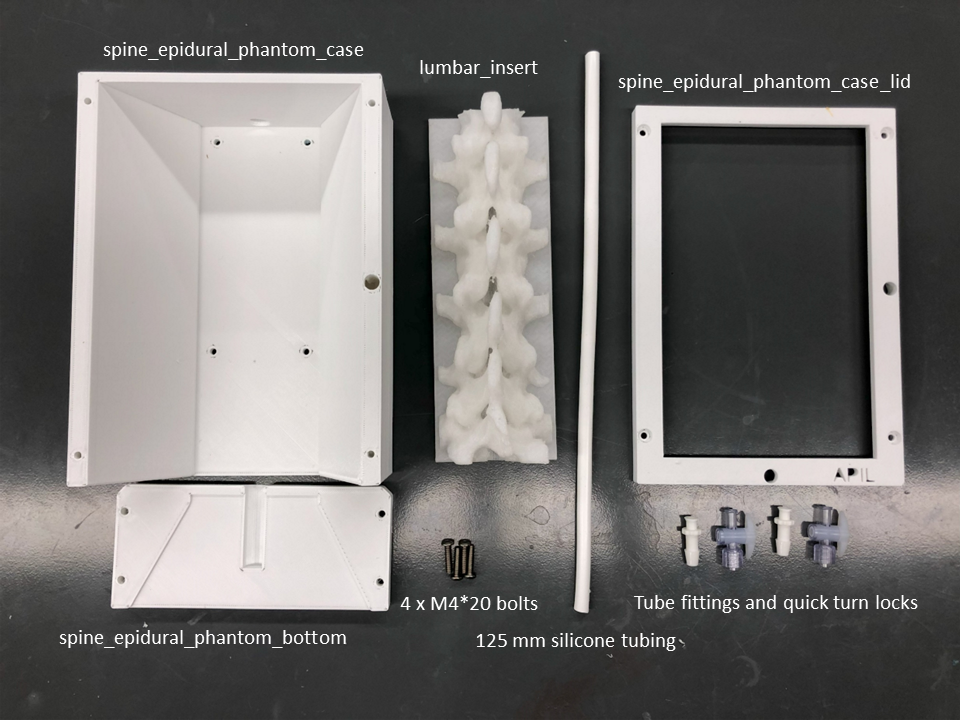 spine_epidural_phantom_case
lumbar_insert
spine_epidural_phantom_case_lid
APIL
4 x M4*20 bolts
Tube fittings and quick turn locks
spine_epidural_phantom_bottom
125 mm silicone tubing